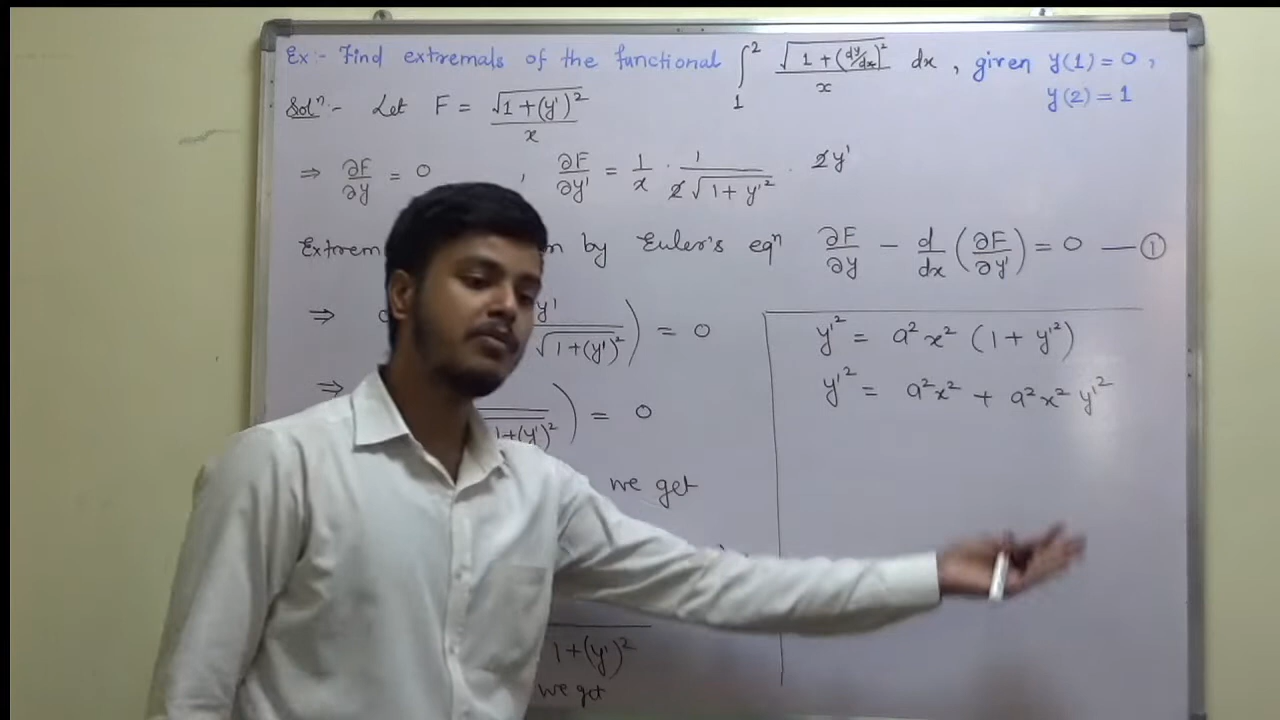 Ex:- Find extremals of the functional ∫₁² √(1 + (dy/dx)²) / x dx , given y(1) = 0 ,
y(2) = 1
Solⁿ:- Let F = √(1 + (y')²) / x
⇒ ∂F/∂y = 0 , ∂F/∂y' = 1/x · 1/(2√(1 + y'²)) · 2y'
Extrem by Euler's eqⁿ ∂F/∂y − d/dx (∂F/∂y') = 0 — ①
⇒ y' / √(1+(y')²) ) = 0
⇒ 1+(y')² ) = 0
we get
1+(y')²
we get
y'² = a²x² (1 + y'²)
y'² = a²x² + a²x² y'²